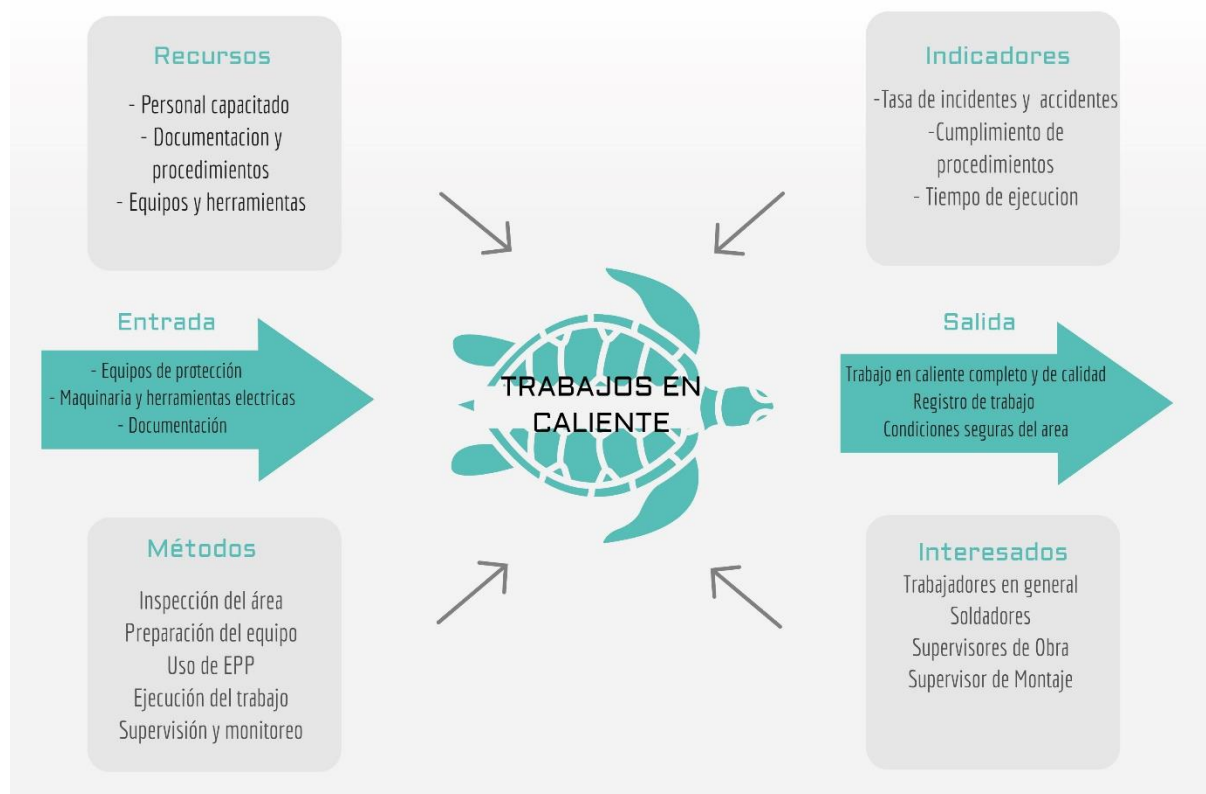 Recursos
- Personal capacitado
- Documentacion y
procedimientos
- Equipos y herramientas
Indicadores
-Tasa de incidentes y accidentes
-Cumplimiento de
procedimientos
- Tiempo de ejecucion
Entrada
- Equipos de protección
- Maquinaria y herramientas electricas
- Documentación
TRABAJOS EN
CALIENTE
Salida
Trabajo en caliente completo y de calidad
Registro de trabajo
Condiciones seguras del area
Métodos
Inspección del área
Preparación del equipo
Uso de EPP
Ejecución del trabajo
Supervisión y monitoreo
Interesados
Trabajadores en general
Soldadores
Supervisores de Obra
Supervisor de Montaje